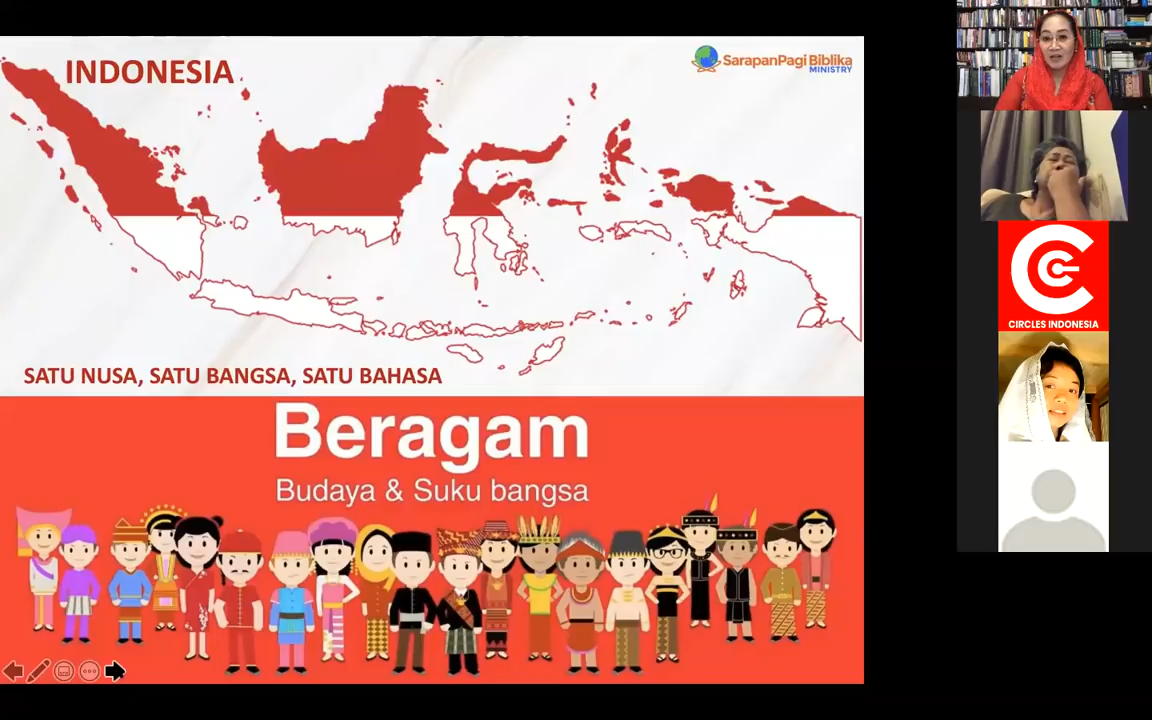 INDONESIA
SarapanPagi Biblika
MINISTRY
SATU NUSA, SATU BANGSA, SATU BAHASA
Beragam
Budaya & Suku bangsa
CIRCLES INDONESIA